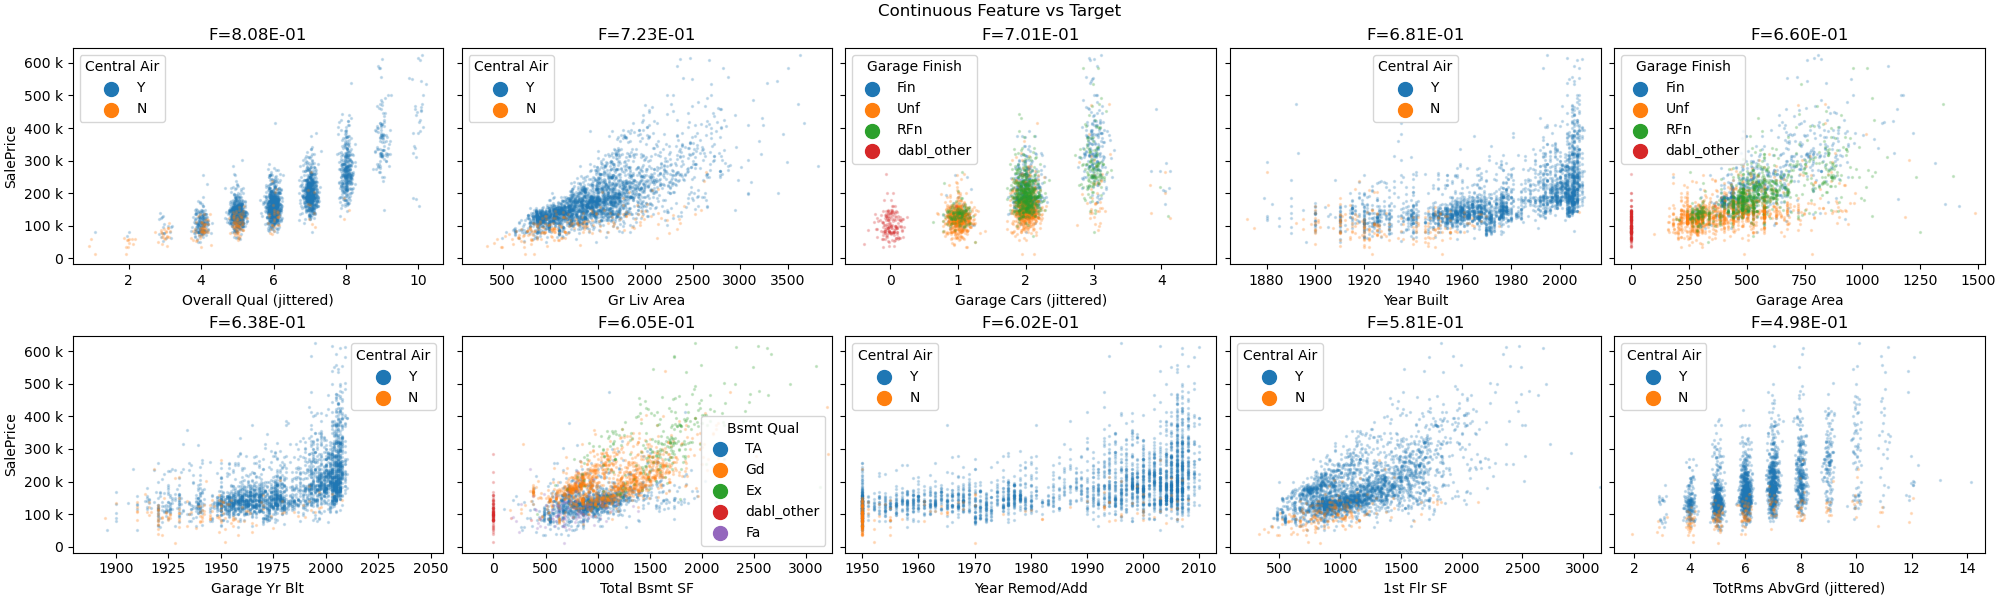 Continuous Feature vs Target
F=8.08E-01
F=7.23E-01
F=7.01E-01
F=6.81E-01
F=6.60E-01
SalePrice
600 k
500 k
400 k
300 k
200 k
100 k
0
Central Air
Y
N
2 4 6 8 10
Overall Qual (jittered)
Central Air
Y
N
500 1000 1500 2000 2500 3000 3500
Gr Liv Area
Garage Finish
Fin
Unf
RFn
dabl_other
0 1 2 3 4
Garage Cars (jittered)
Central Air
Y
N
1880 1900 1920 1940 1960 1980 2000
Year Built
Garage Finish
Fin
Unf
RFn
dabl_other
0 250 500 750 1000 1250 1500
Garage Area
F=6.38E-01
F=6.05E-01
F=6.02E-01
F=5.81E-01
F=4.98E-01
SalePrice
600 k
500 k
400 k
300 k
200 k
100 k
0
Central Air
Y
N
1900 1925 1950 1975 2000 2025 2050
Garage Yr Blt
Bsmt Qual
TA
Gd
Ex
dabl_other
Fa
0 500 1000 1500 2000 2500 3000
Total Bsmt SF
Central Air
Y
N
1950 1960 1970 1980 1990 2000 2010
Year Remod/Add
Central Air
Y
N
500 1000 1500 2000 2500 3000
1st Flr SF
Central Air
Y
N
2 4 6 8 10 12 14
TotRms AbvGrd (jittered)